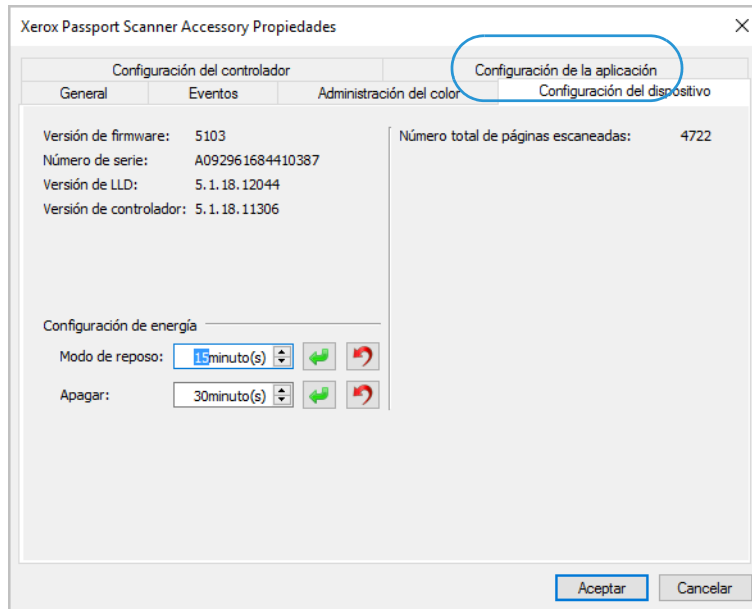 Xerox Passport Scanner Accessory Propiedades
Configuración del controlador
Configuración de la aplicación
General
Eventos
Administración del color
Configuración del dispositivo
Versión de firmware: 5103
Número de serie: A092961684410387
Versión de LLD: 5.1.18.12044
Versión de controlador: 5.1.18.11306
Número total de páginas escaneadas: 4722
Configuración de energía
Modo de reposo: 15minuto(s)
Apagar: 30minuto(s)
Aceptar
Cancelar